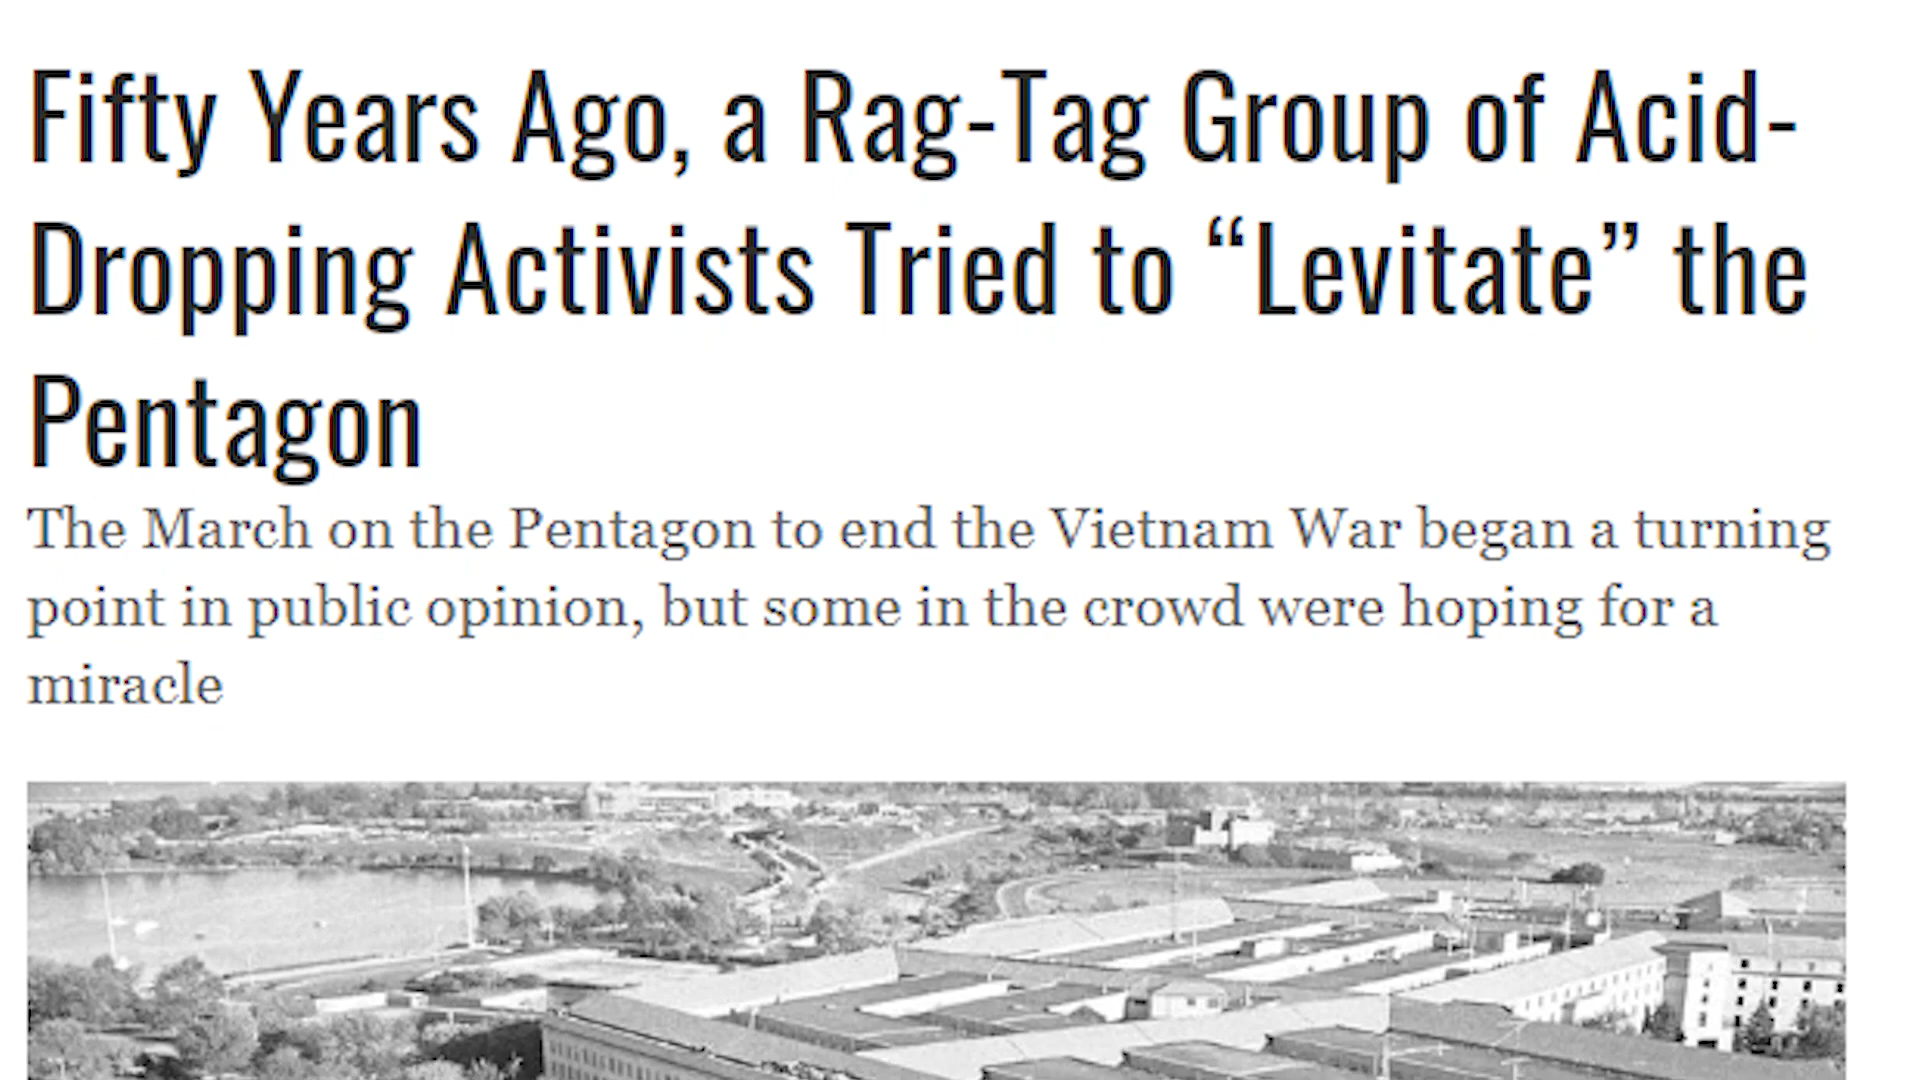 Fifty Years Ago, a Rag-Tag Group of Acid-
Dropping Activists Tried to “Levitate” the
Pentagon
The March on the Pentagon to end the Vietnam War began a turning
point in public opinion, but some in the crowd were hoping for a
miracle